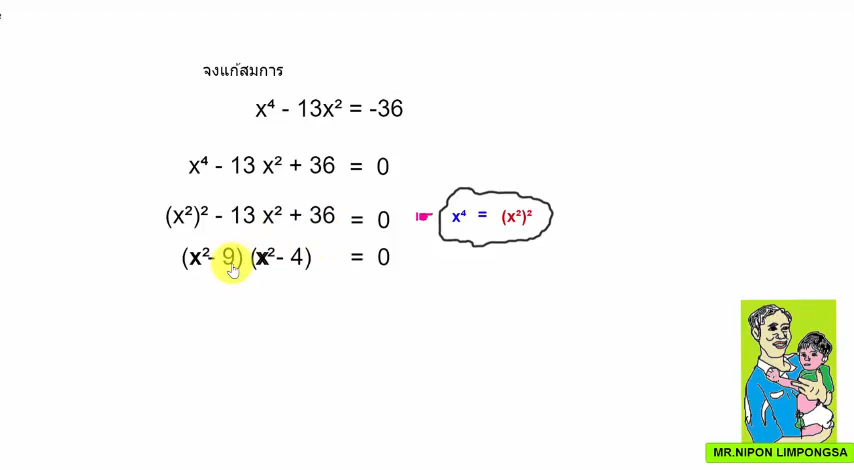 จงแก้สมการ
x⁴ - 13x² = -36
x⁴ - 13 x² + 36 = 0
(x²)² - 13 x² + 36 = 0
x⁴ = (x²)²
(x² - 9) (x² - 4) = 0
MR.NIPON LIMPONGSA